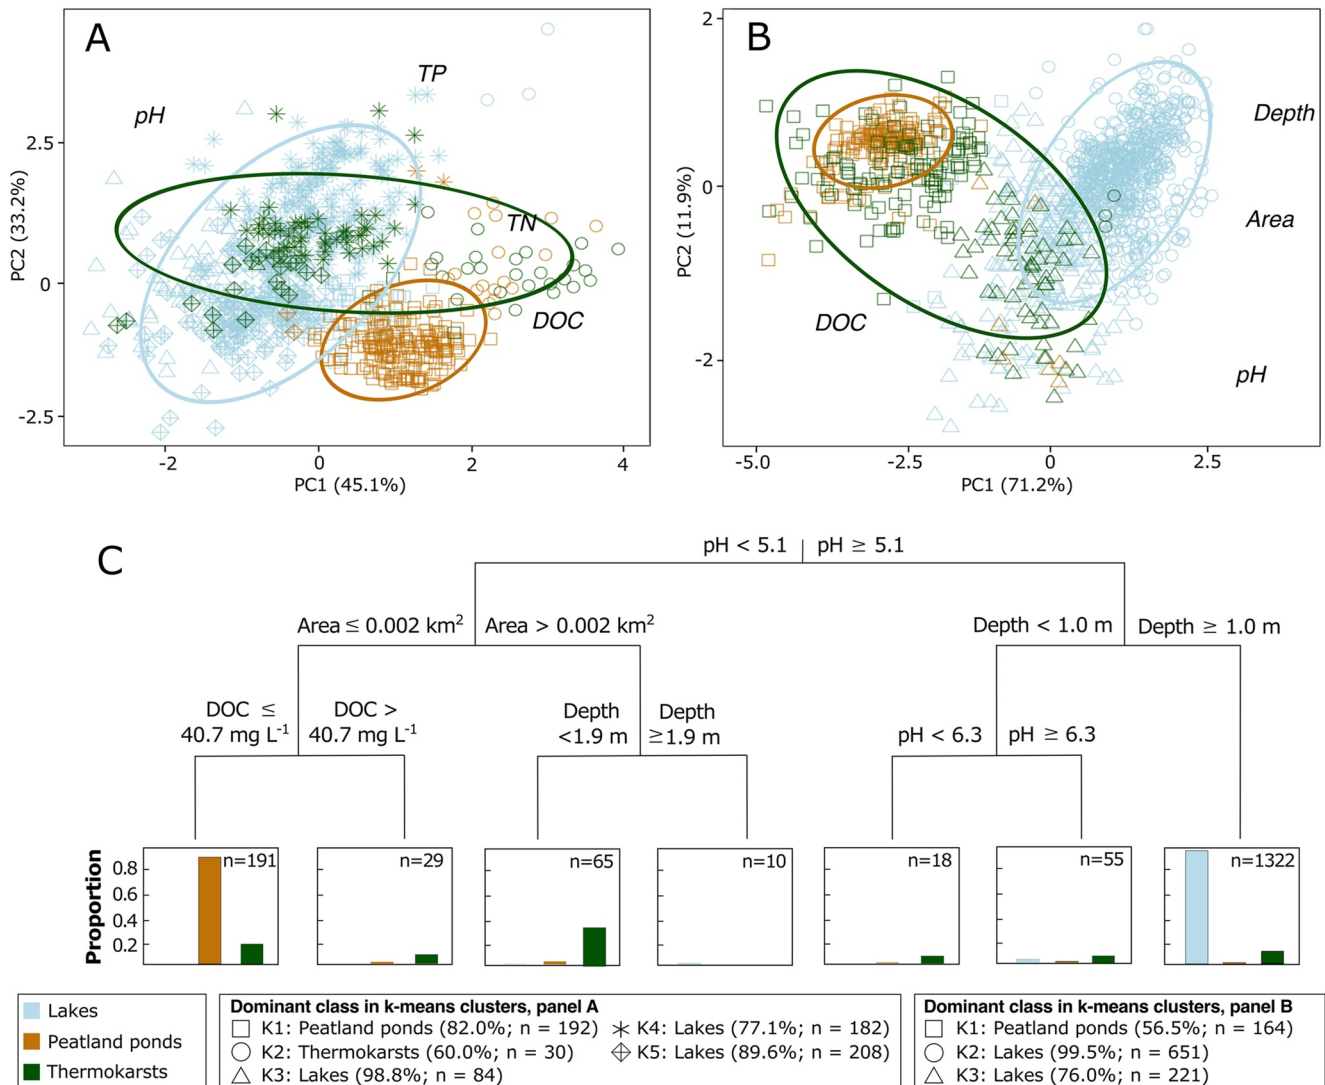 A
TP
pH
TN
DOC
2.5
0
-2.5
PC2 (33.2%)
-2
0
2
4
PC1 (45.1%)
B
Depth
Area
DOC
pH
2
0
-2
PC2 (11.9%)
-5.0
-2.5
0
2.5
PC1 (71.2%)
C
pH < 5.1
pH ≥ 5.1
Area ≤ 0.002 km²
Area > 0.002 km²
Depth < 1.0 m
Depth ≥ 1.0 m
DOC ≤
40.7 mg L⁻¹
DOC >
40.7 mg L⁻¹
Depth
<1.9 m
Depth
≥1.9 m
pH < 6.3
pH ≥ 6.3
Proportion
0.8
0.6
0.4
0.2
n=191
n=29
n=65
n=10
n=18
n=55
n=1322
Lakes
Peatland ponds
Thermokarsts
Dominant class in k-means clusters, panel A
K1: Peatland ponds (82.0%; n = 192)
K2: Thermokarsts (60.0%; n = 30)
K3: Lakes (98.8%; n = 84)
K4: Lakes (77.1%; n = 182)
K5: Lakes (89.6%; n = 208)
Dominant class in k-means clusters, panel B
K1: Peatland ponds (56.5%; n = 164)
K2: Lakes (99.5%; n = 651)
K3: Lakes (76.0%; n = 221)